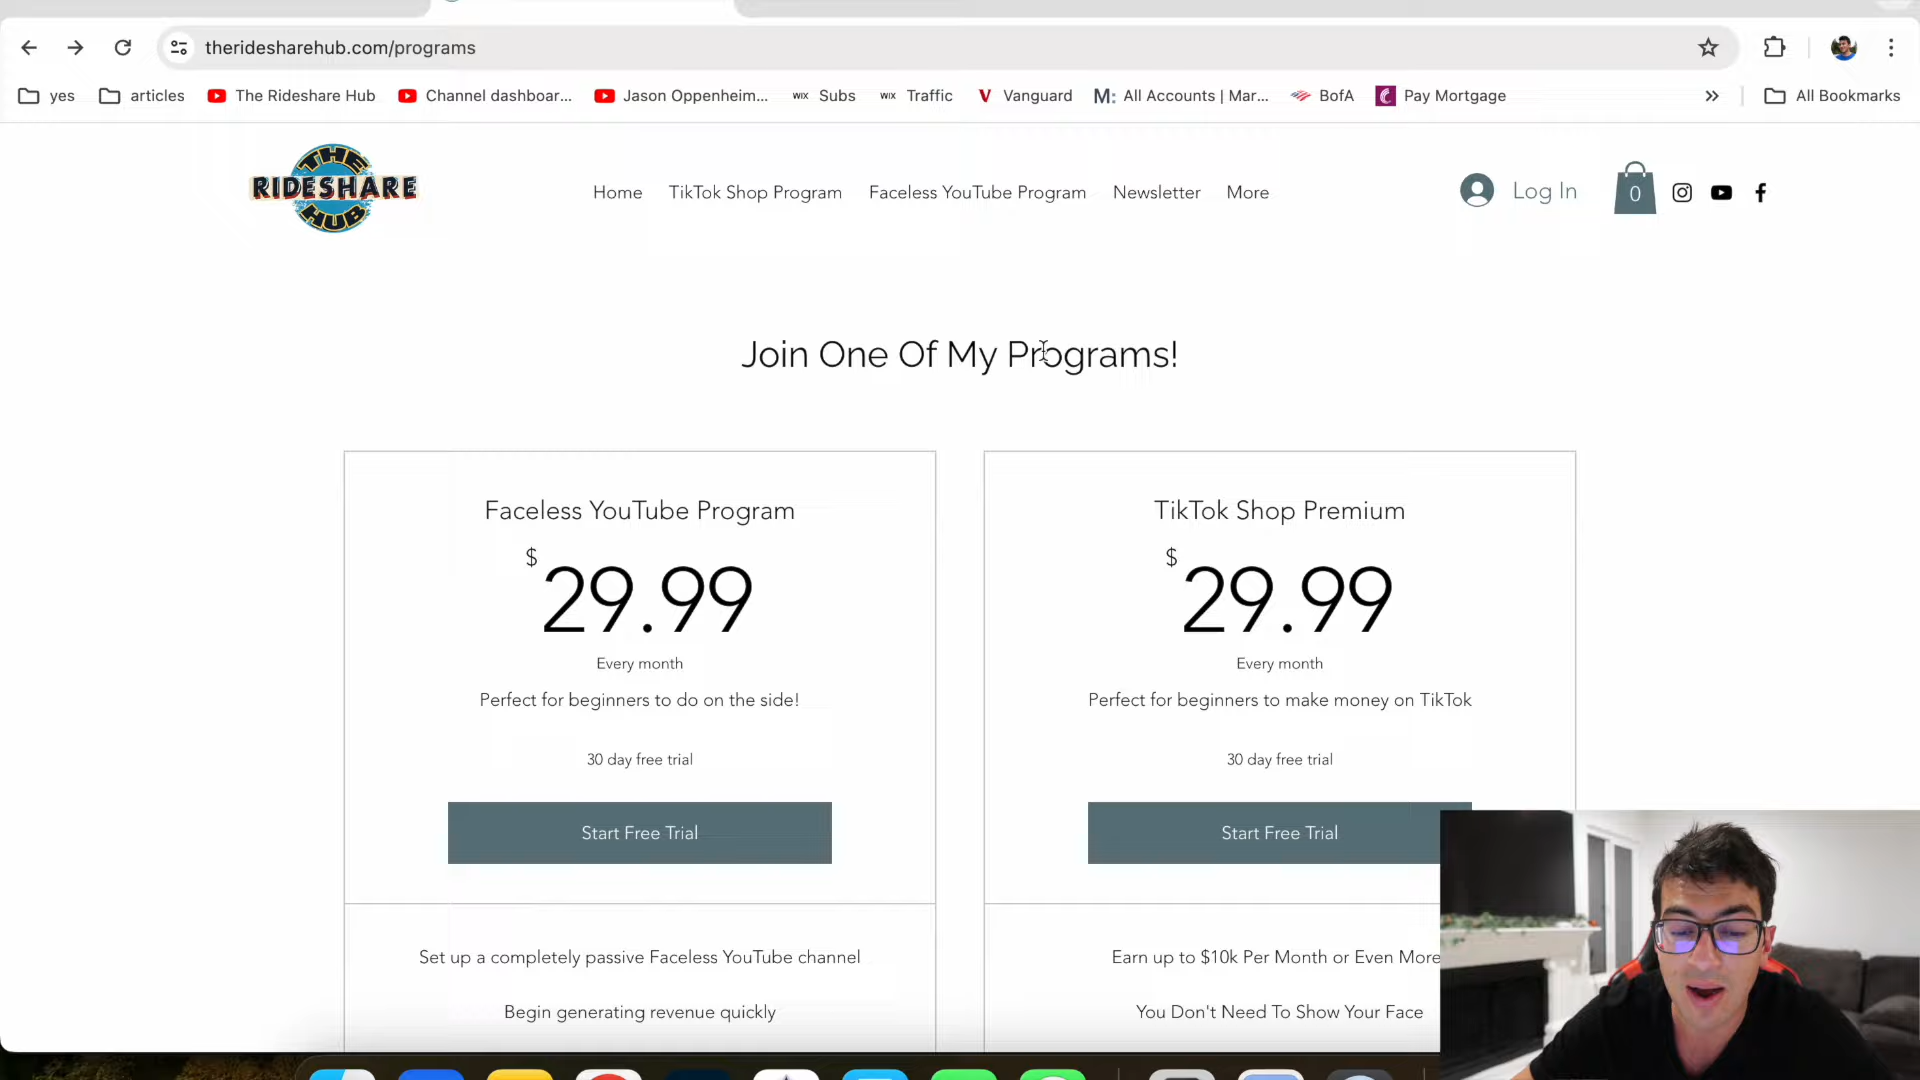 theridesharehub.com/programs
yes articles The Rideshare Hub Channel dashboar... Jason Oppenheim... WIX Subs WIX Traffic V Vanguard M: All Accounts | Mar... BofA Pay Mortgage » All Bookmarks
THE
RIDESHARE
HUB
Home TikTok Shop Program Faceless YouTube Program Newsletter More
Log In 0
Join One Of My Programs!
Faceless YouTube Program
$29.99
Every month
Perfect for beginners to do on the side!
30 day free trial
Start Free Trial
Set up a completely passive Faceless YouTube channel
Begin generating revenue quickly
TikTok Shop Premium
$29.99
Every month
Perfect for beginners to make money on TikTok
30 day free trial
Start Free Trial
Earn up to $10k Per Month or Even More
You Don't Need To Show Your Face